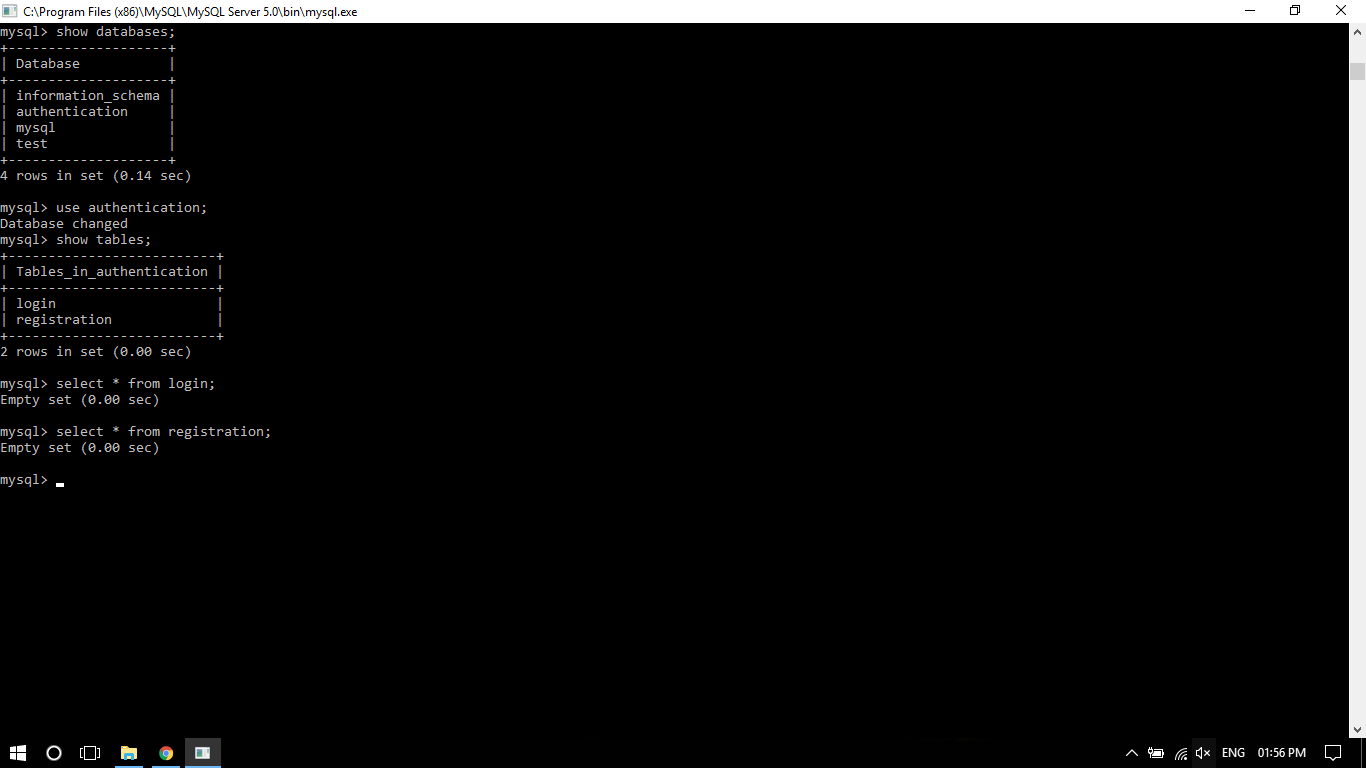 C:\Program Files (x86)\MySQL\MySQL Server 5.0\bin\mysql.exe
mysql> show databases;
+--------------------+
| Database           |
+--------------------+
| information_schema |
| authentication     |
| mysql              |
| test               |
+--------------------+
4 rows in set (0.14 sec)
mysql> use authentication;
Database changed
mysql> show tables;
+--------------------------+
| Tables_in_authentication |
+--------------------------+
| login                    |
| registration             |
+--------------------------+
2 rows in set (0.00 sec)
mysql> select * from login;
Empty set (0.00 sec)
mysql> select * from registration;
Empty set (0.00 sec)
mysql>
ENG 01:56 PM